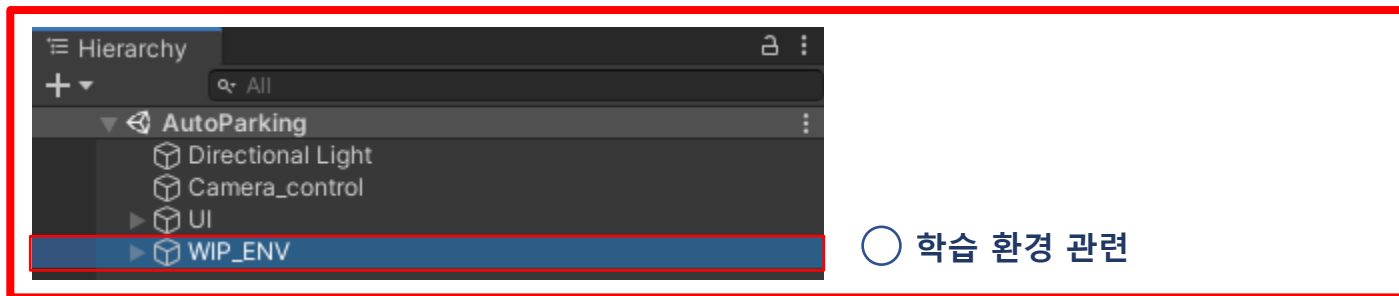 Hierarchy
All
AutoParking
Directional Light
Camera_control
UI
WIP_ENV
학습 환경 관련